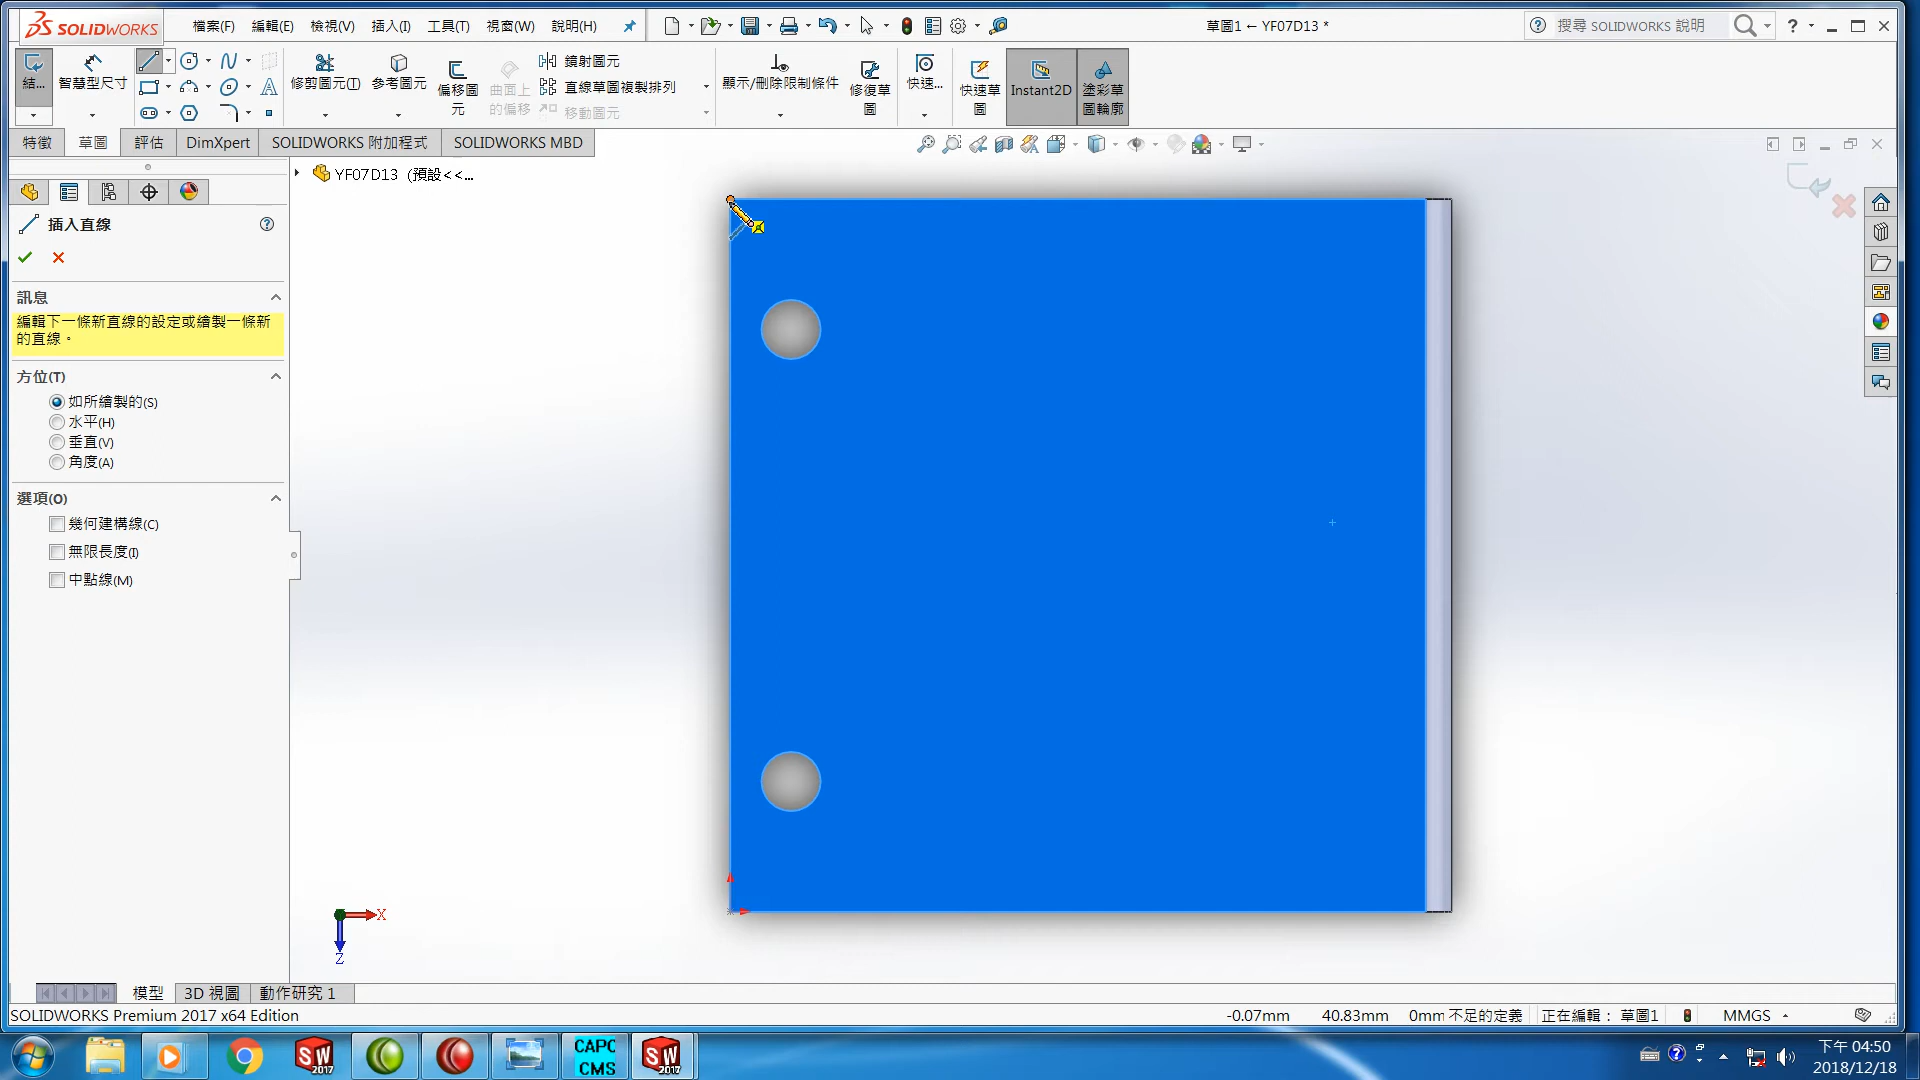 SOLIDWORKS
檔案(F) 編輯(E) 檢視(V) 插入(I) 工具(T) 視窗(W) 說明(H)
草圖1 ← YF07D13 *
搜尋 SOLIDWORKS 說明
結...
智慧型尺寸
修剪圖元(T)
參考圖元
偏移圖元
曲面上的偏移
鏡射圖元
直線草圖複製排列
移動圖元
顯示/刪除限制條件
修復草圖
快速...
快速草圖
Instant2D
塗彩草圖輪廓
特徵 草圖 評估 DimXpert SOLIDWORKS 附加程式 SOLIDWORKS MBD
YF07D13 (預設<<...
插入直線
訊息
編輯下一條新直線的設定或繪製一條新
的直線。
方位(T)
如所繪製的(S)
水平(H)
垂直(V)
角度(A)
選項(O)
幾何建構線(C)
無限長度(I)
中點線(M)
X
Z
模型 3D 視圖 動作研究 1
SOLIDWORKS Premium 2017 x64 Edition
-0.07mm 40.83mm 0mm 不足的定義 正在編輯： 草圖1 MMGS
SW 2017
CAPC
CMS
SW 2017
下午 04:50
2018/12/18